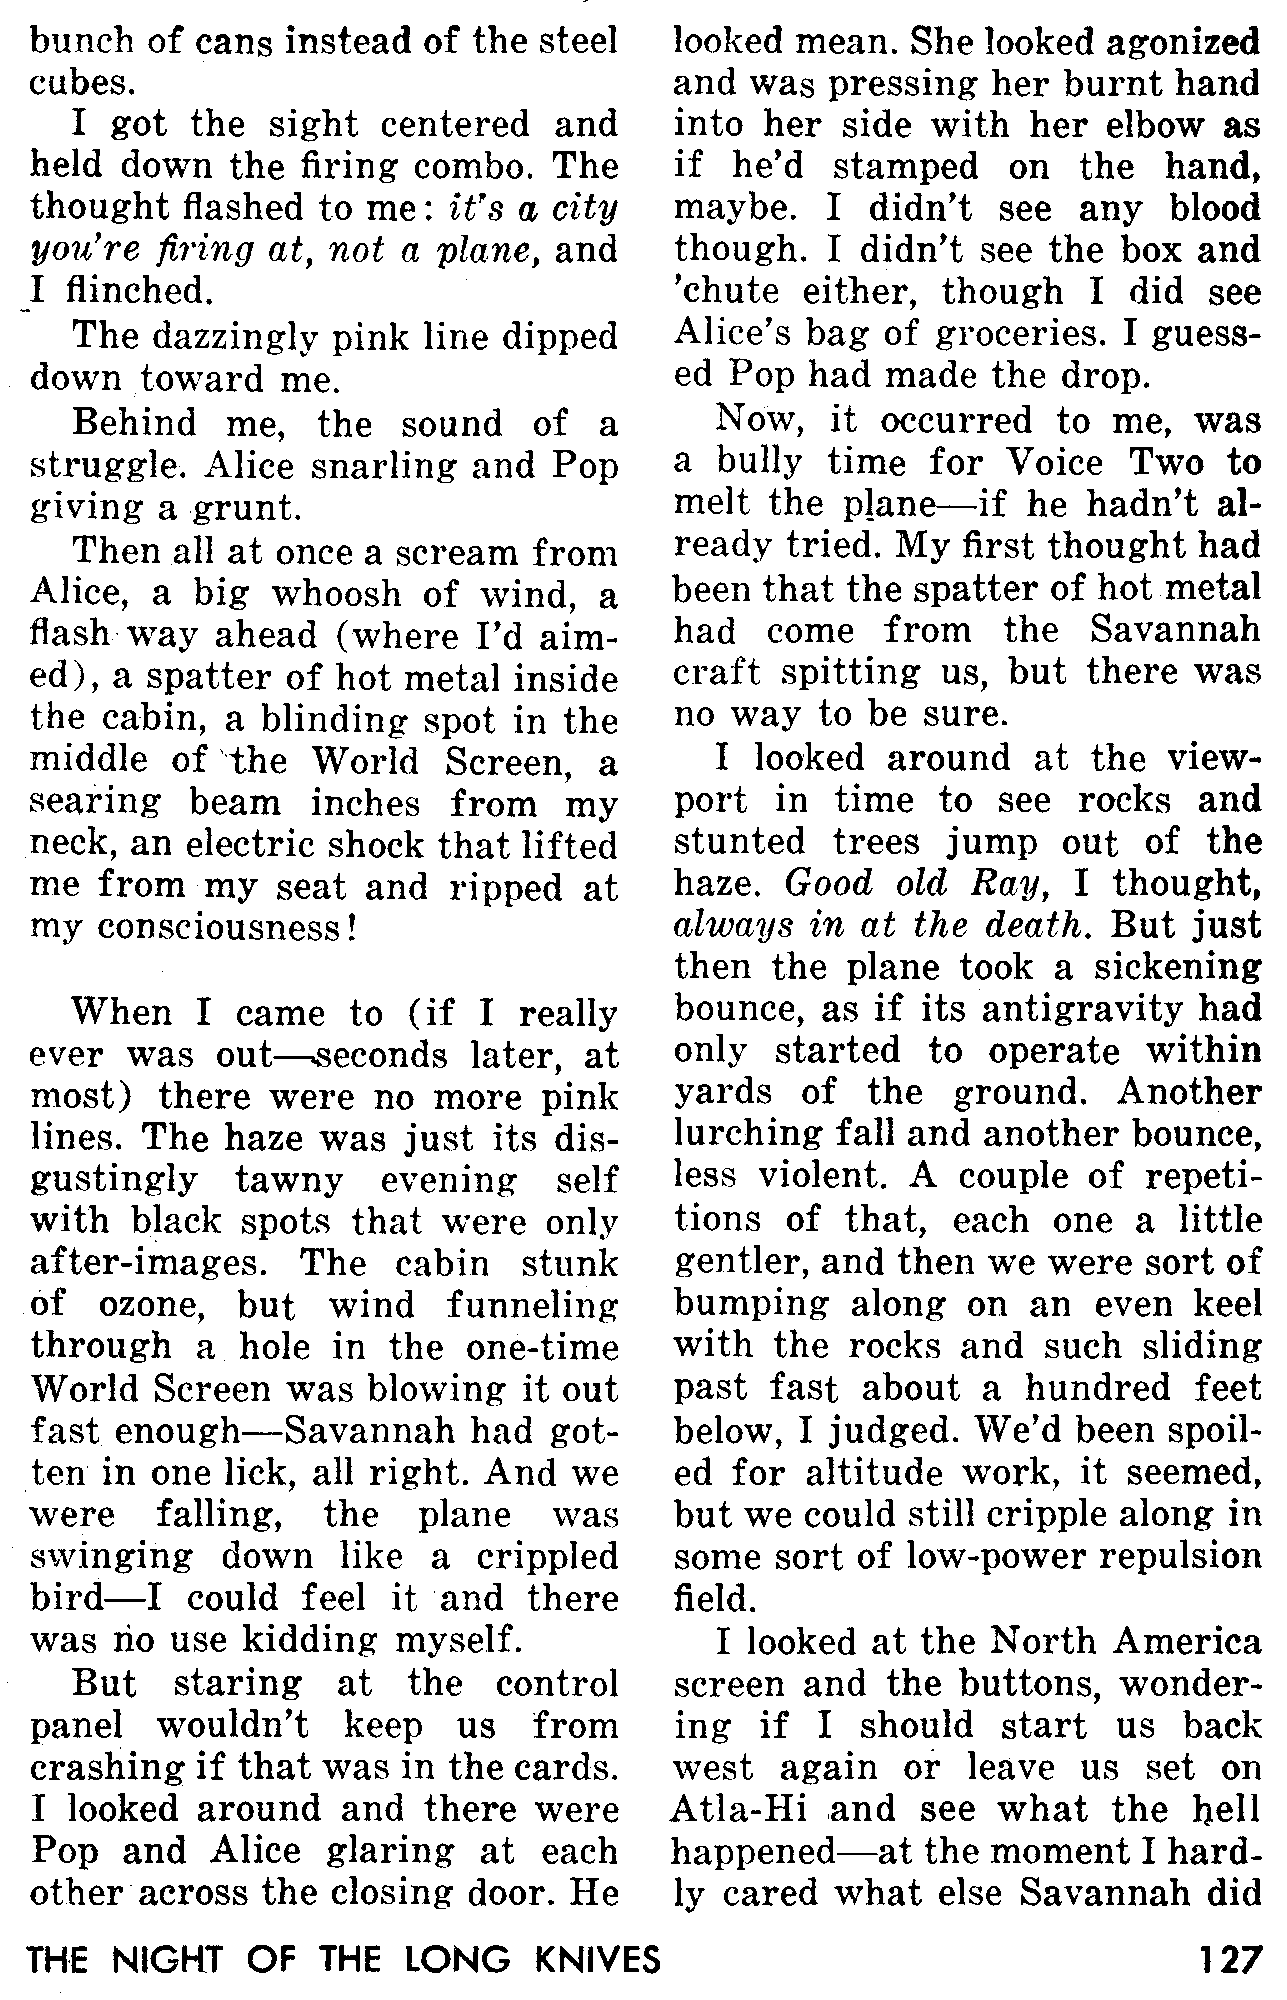 bunch of cans instead of the steel
cubes.
I got the sight centered and
held down the firing combo. The
thought flashed to me: it's a city
you're firing at, not a plane, and
I flinched.
The dazzingly pink line dipped
down toward me.
Behind me, the sound of a
struggle. Alice snarling and Pop
giving a grunt.
Then all at once a scream from
Alice, a big whoosh of wind, a
flash way ahead (where I'd aim-
ed), a spatter of hot metal inside
the cabin, a blinding spot in the
middle of the World Screen, a
searing beam inches from my
neck, an electric shock that lifted
me from my seat and ripped at
my consciousness!
When I came to (if I really
ever was out—seconds later, at
most) there were no more pink
lines. The haze was just its dis-
gustingly tawny evening self
with black spots that were only
after-images. The cabin stunk
of ozone, but wind funneling
through a hole in the one-time
World Screen was blowing it out
fast enough—Savannah had got-
ten in one lick, all right. And we
were falling, the plane was
swinging down like a crippled
bird—I could feel it and there
was no use kidding myself.
But staring at the control
panel wouldn't keep us from
crashing if that was in the cards.
I looked around and there were
Pop and Alice glaring at each
other across the closing door. He
looked mean. She looked agonized
and was pressing her burnt hand
into her side with her elbow as
if he'd stamped on the hand,
maybe. I didn't see any blood
though. I didn't see the box and
'chute either, though I did see
Alice's bag of groceries. I guess-
ed Pop had made the drop.
Now, it occurred to me, was
a bully time for Voice Two to
melt the plane—if he hadn't al-
ready tried. My first thought had
been that the spatter of hot metal
had come from the Savannah
craft spitting us, but there was
no way to be sure.
I looked around at the view-
port in time to see rocks and
stunted trees jump out of the
haze. Good old Ray, I thought,
always in at the death. But just
then the plane took a sickening
bounce, as if its antigravity had
only started to operate within
yards of the ground. Another
lurching fall and another bounce,
less violent. A couple of repeti-
tions of that, each one a little
gentler, and then we were sort of
bumping along on an even keel
with the rocks and such sliding
past fast about a hundred feet
below, I judged. We'd been spoil-
ed for altitude work, it seemed,
but we could still cripple along in
some sort of low-power repulsion
field.
I looked at the North America
screen and the buttons, wonder-
ing if I should start us back
west again or leave us set on
Atla-Hi and see what the hell
happened—at the moment I hard-
ly cared what else Savannah did
THE NIGHT OF THE LONG KNIVES 127